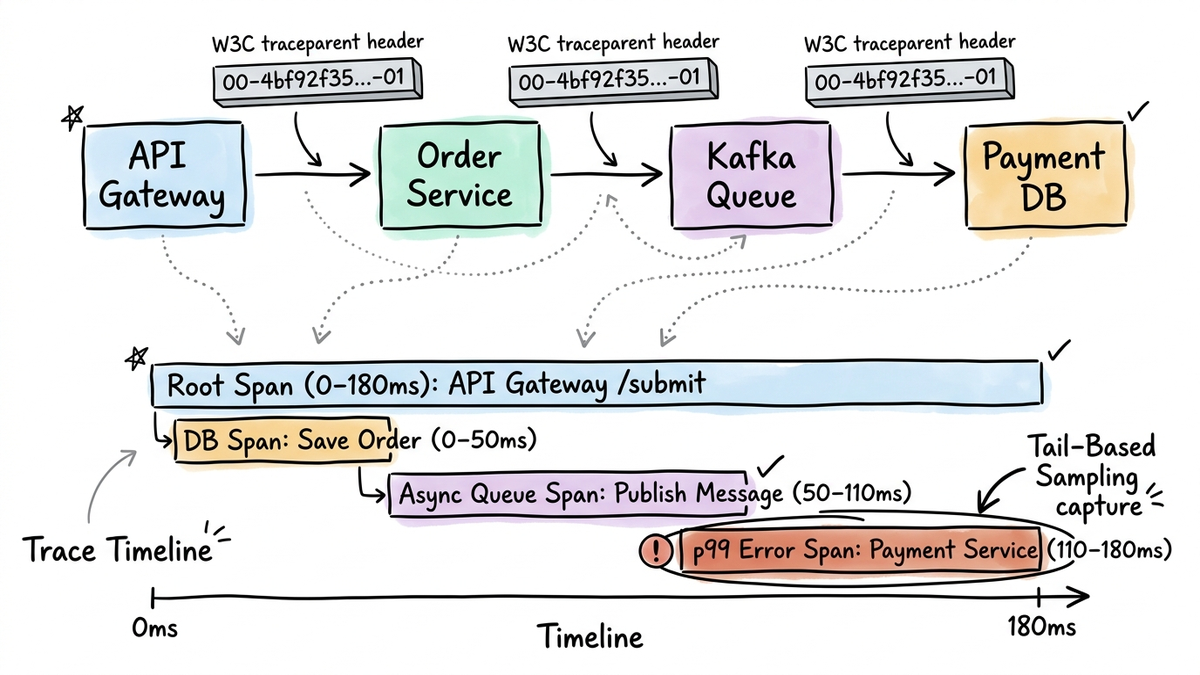 W3C traceparent header
00-4bf92f35...-01
W3C traceparent header
00-4bf92f35...-01
W3C traceparent header
00-4bf92f35...-01
API
Gateway
Order
Service
Kafka
Queue
Payment
DB
Root Span (0-180ms): API Gateway /submit
DB Span: Save Order (0-50ms)
Async Queue Span: Publish Message (50-110ms)
Tail-Based
Sampling
capture
! p99 Error Span: Payment Service (110-180ms)
Trace Timeline
0ms
Timeline
180ms